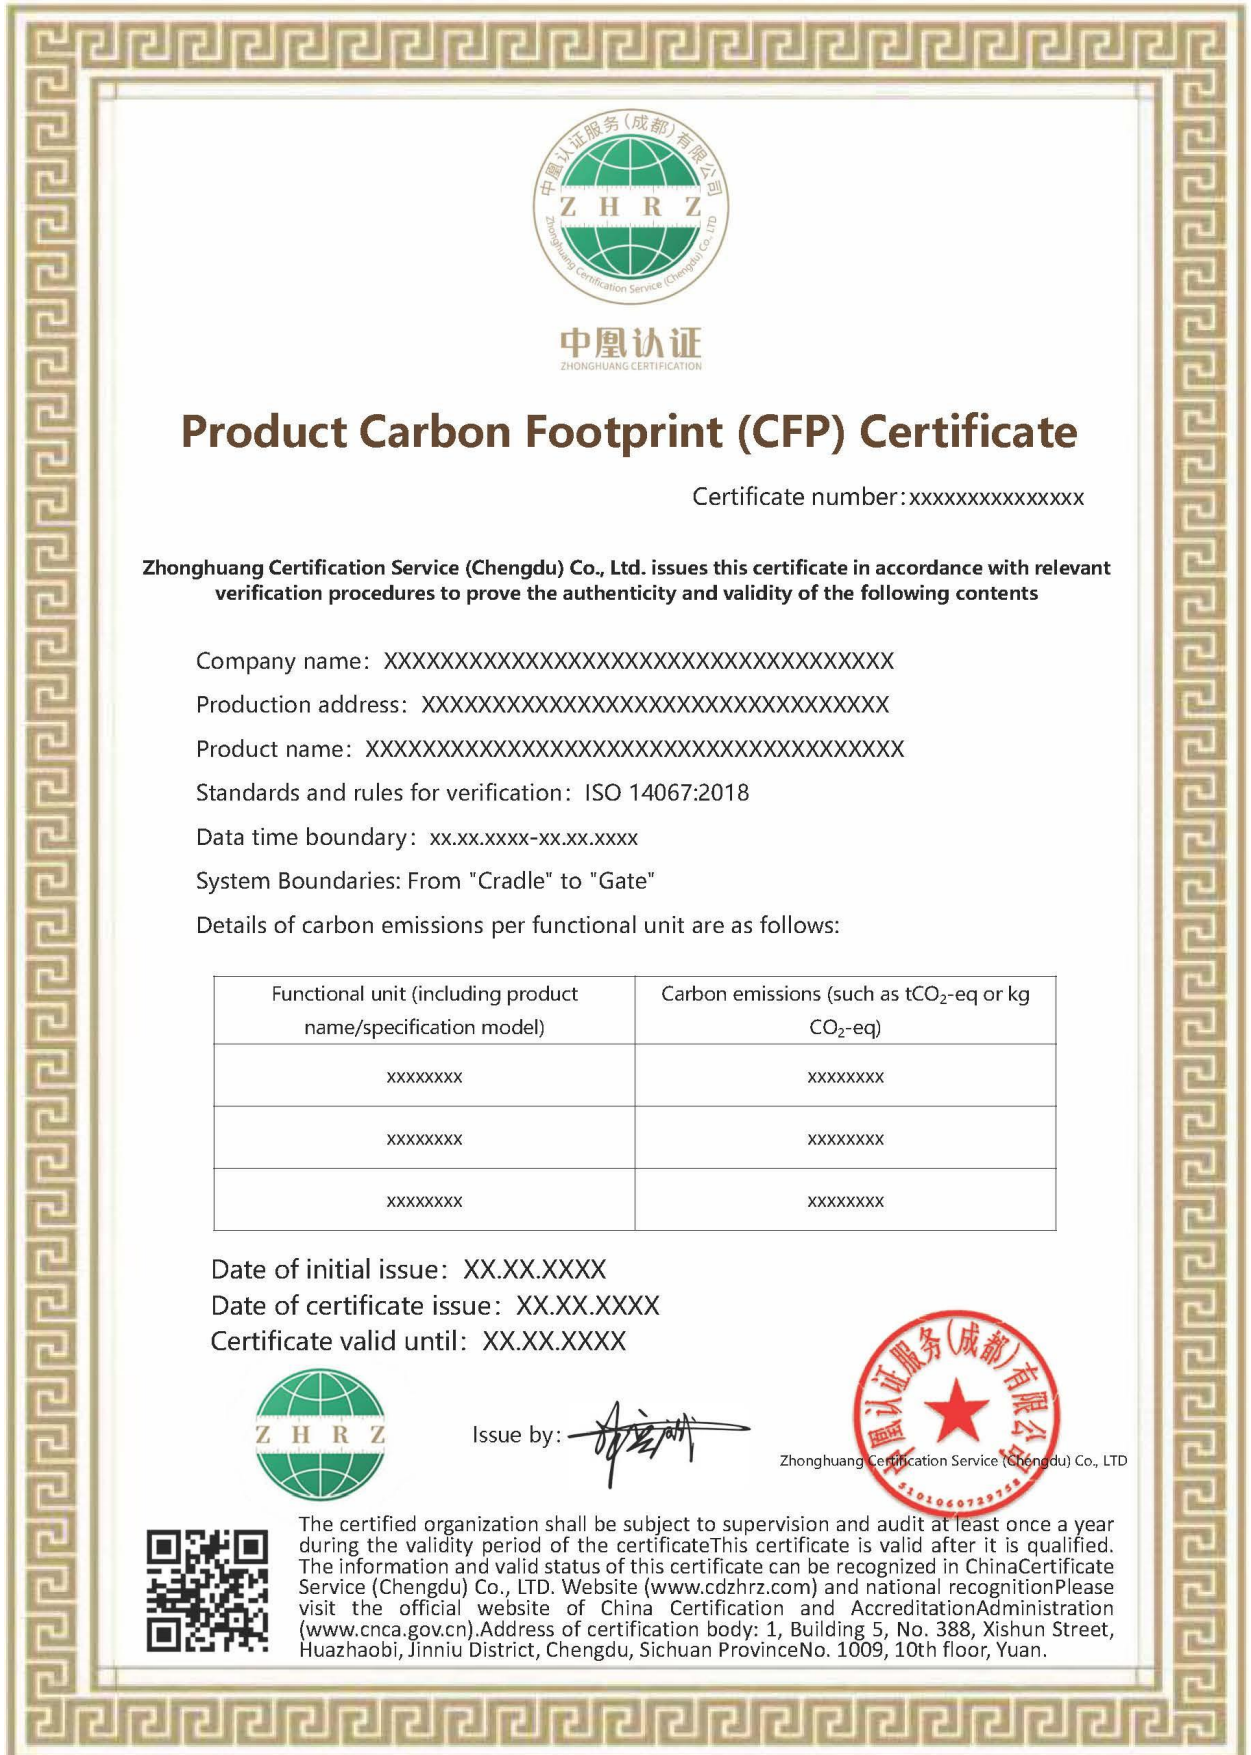 中凰认证服务（成都）有限公司
Z H R Z
Zhonghuang Certification Service (Chengdu) Co., LTD
中凰认证
ZHONGHUANG CERTIFICATION
Product Carbon Footprint (CFP) Certificate
Certificate number:xxxxxxxxxxxxxxx
Zhonghuang Certification Service (Chengdu) Co., Ltd. issues this certificate in accordance with relevant
verification procedures to prove the authenticity and validity of the following contents
Company name：XXXXXXXXXXXXXXXXXXXXXXXXXXXXXXXXXXXX
Production address：XXXXXXXXXXXXXXXXXXXXXXXXXXXXXXXXX
Product name：XXXXXXXXXXXXXXXXXXXXXXXXXXXXXXXXXXXXXX
Standards and rules for verification：ISO 14067:2018
Data time boundary：xx.xx.xxxx-xx.xx.xxxx
System Boundaries: From "Cradle" to "Gate"
Details of carbon emissions per functional unit are as follows:
Functional unit (including product
name/specification model)
Carbon emissions (such as tCO₂-eq or kg
CO₂-eq)
xxxxxxxx xxxxxxxx
xxxxxxxx xxxxxxxx
xxxxxxxx xxxxxxxx
Date of initial issue：XX.XX.XXXX
Date of certificate issue：XX.XX.XXXX
Certificate valid until：XX.XX.XXXX
Z H R Z
Issue by:
中凰认证服务（成都）有限公司
Zhonghuang Certification Service (Chengdu) Co., LTD
5101060729758
The certified organization shall be subject to supervision and audit at least once a year
during the validity period of the certificateThis certificate is valid after it is qualified.
The information and valid status of this certificate can be recognized in ChinaCertificate
Service (Chengdu) Co., LTD. Website (www.cdzhrz.com) and national recognitionPlease
visit the official website of China Certification and AccreditationAdministration
(www.cnca.gov.cn).Address of certification body: 1, Building 5, No. 388, Xishun Street,
Huazhaobi, Jinniu District, Chengdu, Sichuan ProvinceNo. 1009, 10th floor, Yuan.